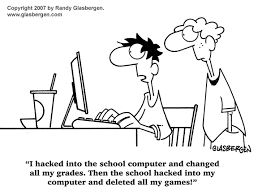 Copyright 2007 by Randy Glasbergen.
www.glasbergen.com
GLASBERGEN
"I hacked into the school computer and changed
all my grades. Then the school hacked into my
computer and deleted all my games!"